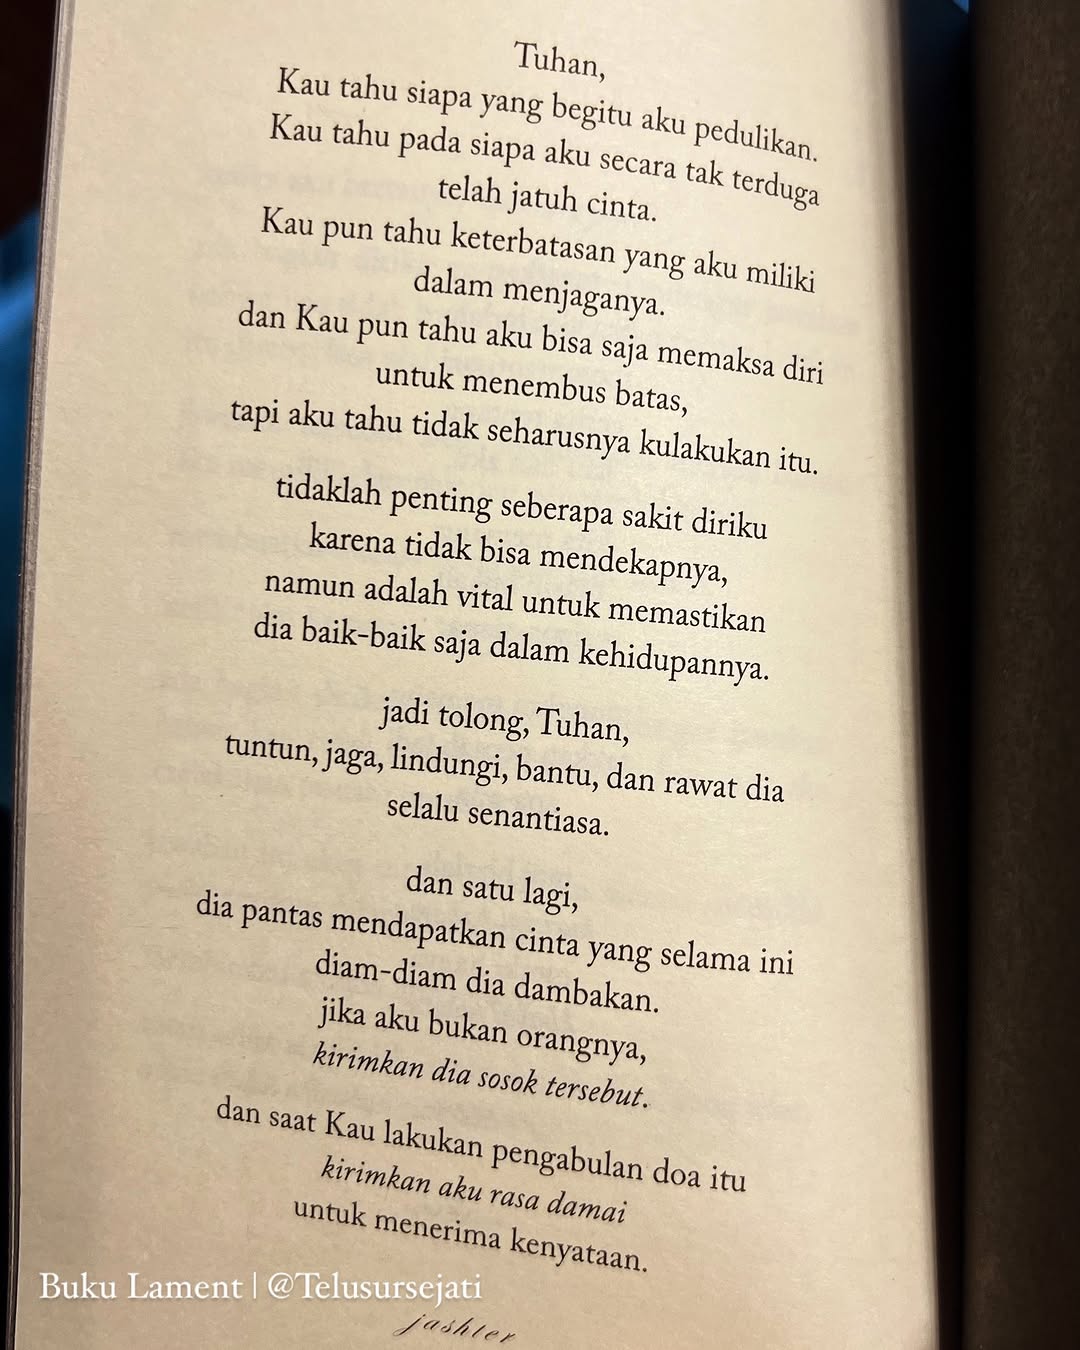 Tuhan,
Kau tahu siapa yang begitu aku pedulikan.
Kau tahu pada siapa aku secara tak terduga
telah jatuh cinta.
Kau pun tahu keterbatasan yang aku miliki
dalam menjaganya.
dan Kau pun tahu aku bisa saja memaksa diri
untuk menembus batas,
tapi aku tahu tidak seharusnya kulakukan itu.
tidaklah penting seberapa sakit diriku
karena tidak bisa mendekapnya,
namun adalah vital untuk memastikan
dia baik-baik saja dalam kehidupannya.
jadi tolong, Tuhan,
tuntun, jaga, lindungi, bantu, dan rawat dia
selalu senantiasa.
dan satu lagi,
dia pantas mendapatkan cinta yang selama ini
diam-diam dia dambakan.
jika aku bukan orangnya,
kirimkan dia sosok tersebut.
dan saat Kau lakukan pengabulan doa itu
kirimkan aku rasa damai
untuk menerima kenyataan.
Buku Lament | @Telusursejati
jashter